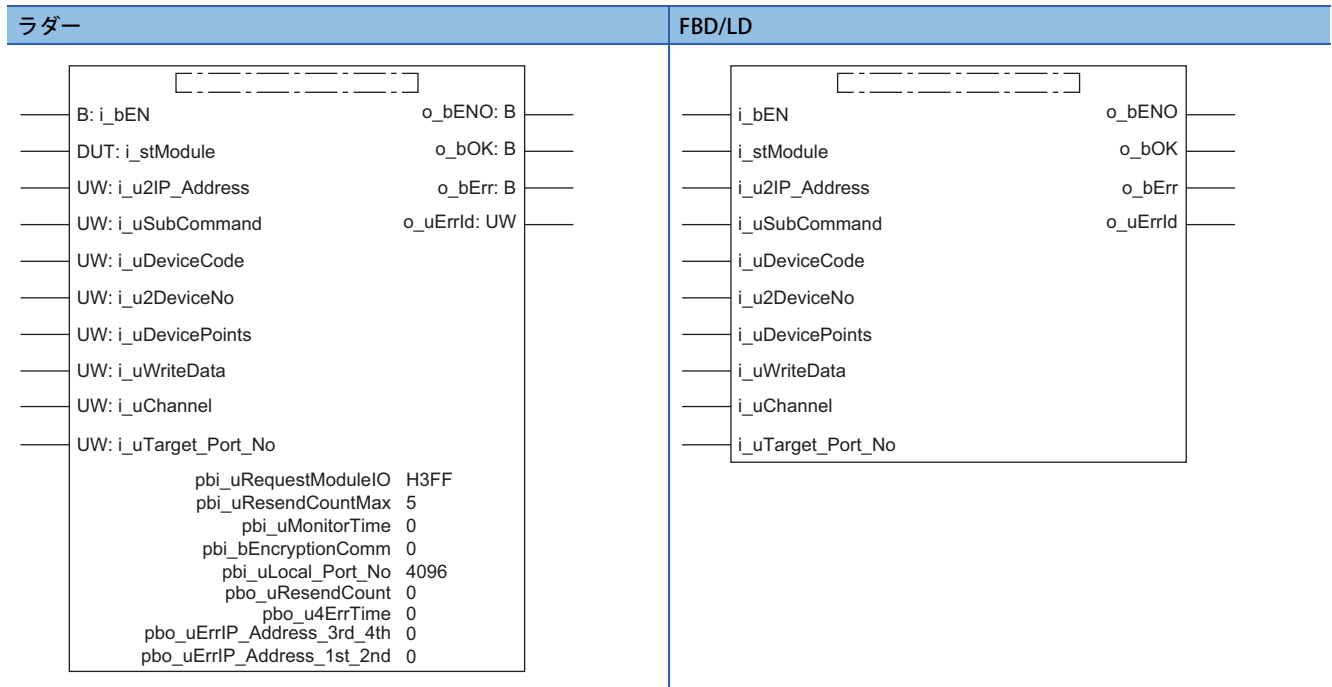 ラダー
FBD/LD
B: i_bEN
o_bENO: B
DUT: i_stModule
o_bOK: B
UW: i_u2IP_Address
o_bErr: B
UW: i_uSubCommand
o_uErrId: UW
UW: i_uDeviceCode
UW: i_u2DeviceNo
UW: i_uDevicePoints
UW: i_uWriteData
UW: i_uChannel
UW: i_uTarget_Port_No
pbi_uRequestModuleIO H3FF
pbi_uResendCountMax 5
pbi_uMonitorTime 0
pbi_bEncryptionComm 0
pbi_uLocal_Port_No 4096
pbo_uResendCount 0
pbo_u4ErrTime 0
pbo_uErrIP_Address_3rd_4th 0
pbo_uErrIP_Address_1st_2nd 0
i_bEN
o_bENO
i_stModule
o_bOK
i_u2IP_Address
o_bErr
i_uSubCommand
o_uErrId
i_uDeviceCode
i_u2DeviceNo
i_uDevicePoints
i_uWriteData
i_uChannel
i_uTarget_Port_No